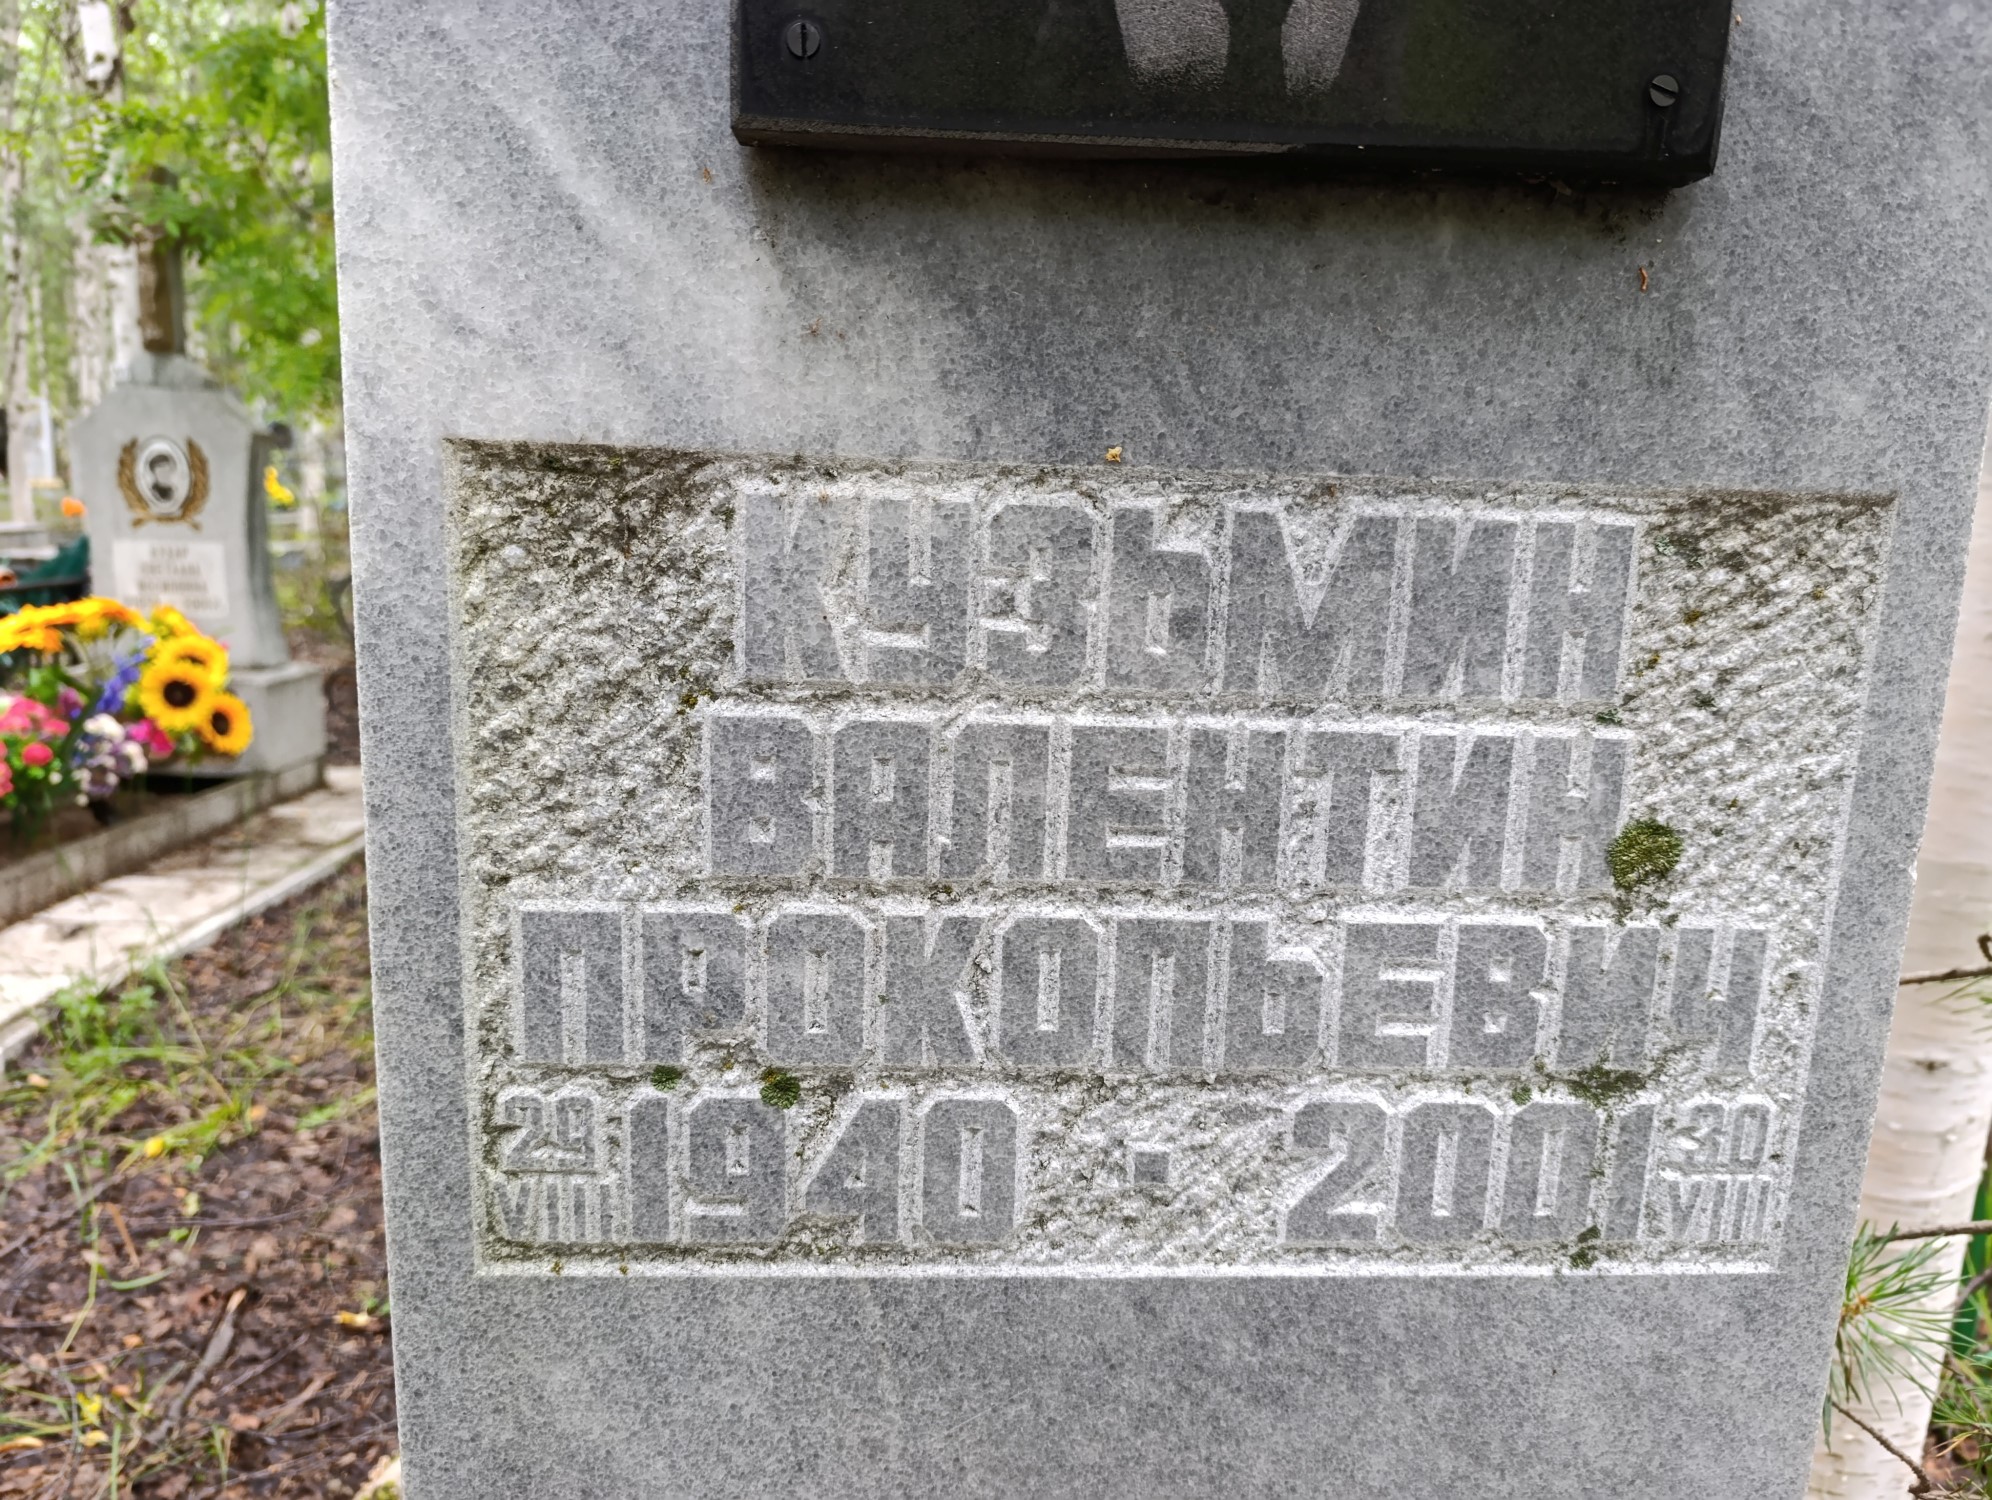 КУЗЬМИН
ВАЛЕНТИН
ПРОКОПЬЕВИЧ
29 VIII 1940 - 2001 30 VIII